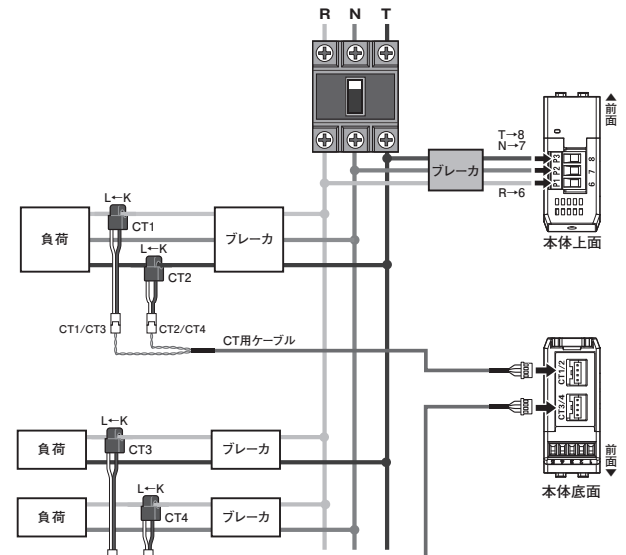 R N T
▲前面
T→8
N→7
ブレーカ
P3 8
P2 7
P1 6
R→6
本体上面
L←K
CT1
負荷
ブレーカ
L←K
CT2
CT1/CT3
CT2/CT4
CT用ケーブル
CT1/2
CT3/4
L←K
CT3
負荷
ブレーカ
前面▼
本体底面
L←K
CT4
負荷
ブレーカ